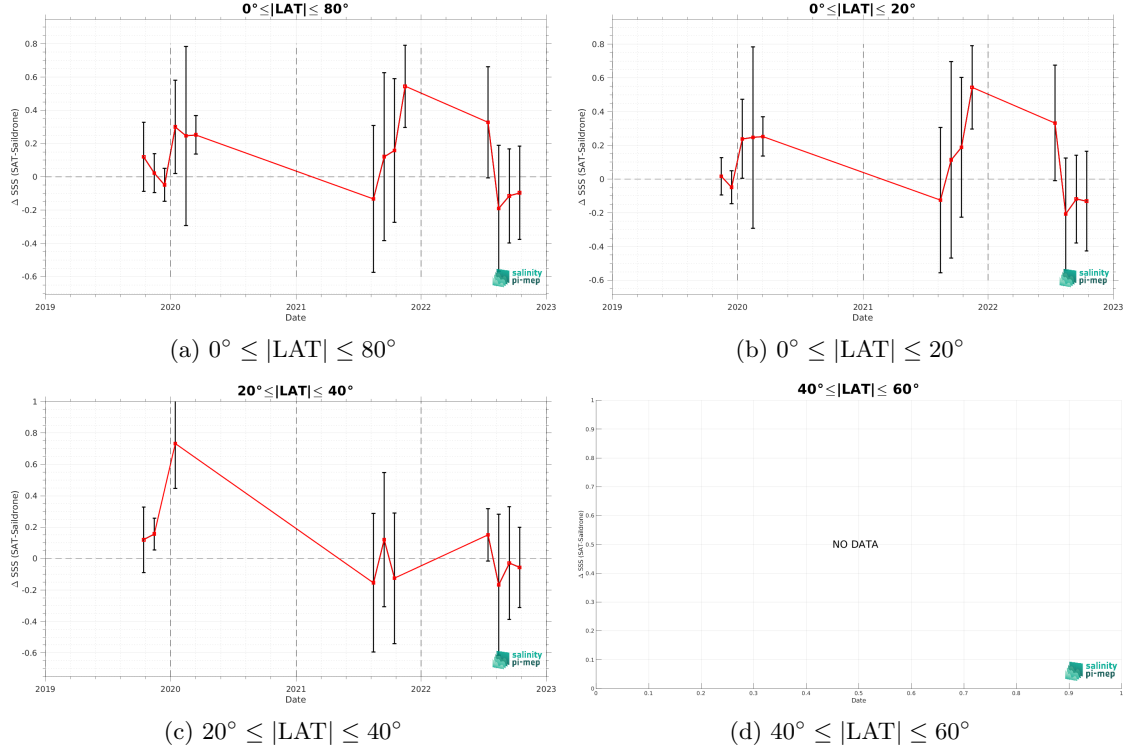 0°≤|LAT|≤ 80°
Δ SSS (SAT-Saildrone)
0.8
0.6
0.4
0.2
0
-0.2
-0.4
-0.6
2019 2020 2021 2022 2023
Date
salinity
pi-mep
(a) 0° ≤ |LAT| ≤ 80°
0°≤|LAT|≤ 20°
Δ SSS (SAT-Saildrone)
0.8
0.6
0.4
0.2
0
-0.2
-0.4
-0.6
2019 2020 2021 2022 2023
Date
salinity
pi-mep
(b) 0° ≤ |LAT| ≤ 20°
20°≤|LAT|≤ 40°
Δ SSS (SAT-Saildrone)
1
0.8
0.6
0.4
0.2
0
-0.2
-0.4
-0.6
2019 2020 2021 2022 2023
Date
salinity
pi-mep
(c) 20° ≤ |LAT| ≤ 40°
40°≤|LAT|≤ 60°
Δ SSS (SAT-Saildrone)
1
0.9
0.8
0.7
0.6
0.5
0.4
0.3
0.2
0.1
0
NO DATA
0 0.1 0.2 0.3 0.4 0.5 0.6 0.7 0.8 0.9 1
Date
salinity
pi-mep
(d) 40° ≤ |LAT| ≤ 60°